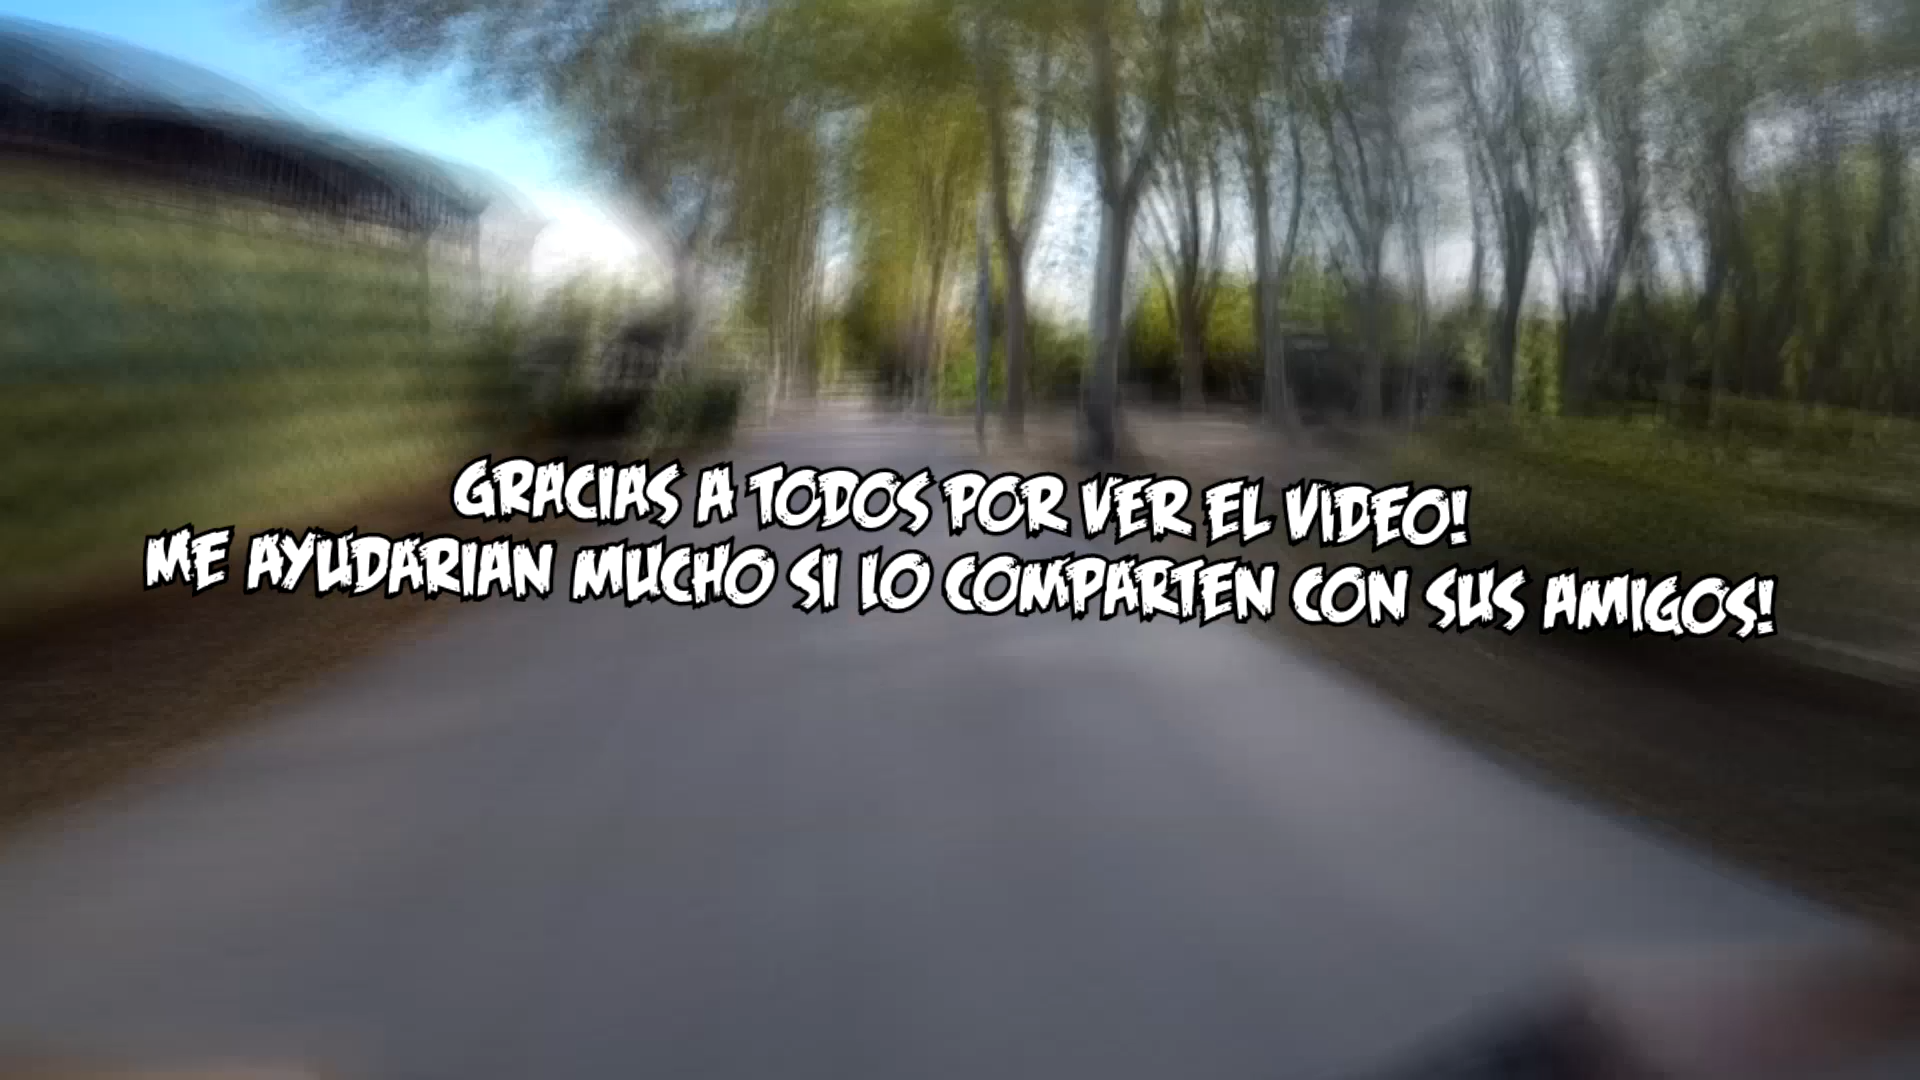 GRACIAS A TODOS POR VER EL VIDEO!
ME AYUDARIAN MUCHO SI LO COMPARTEN CON SUS AMIGOS!